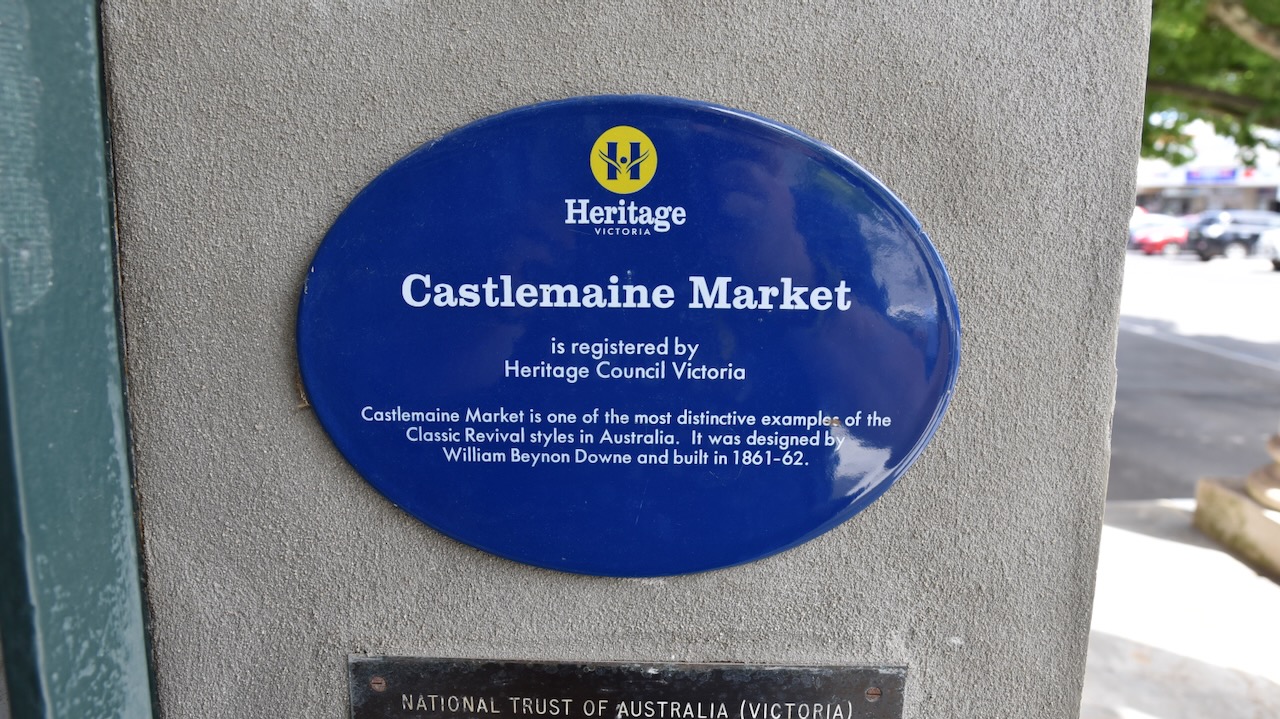 H
Heritage
VICTORIA
Castlemaine Market
is registered by
Heritage Council Victoria
Castlemaine Market is one of the most distinctive examples of the
Classic Revival styles in Australia. It was designed by
William Beynon Downe and built in 1861-62.
NATIONAL TRUST OF AUSTRALIA (VICTORIA)